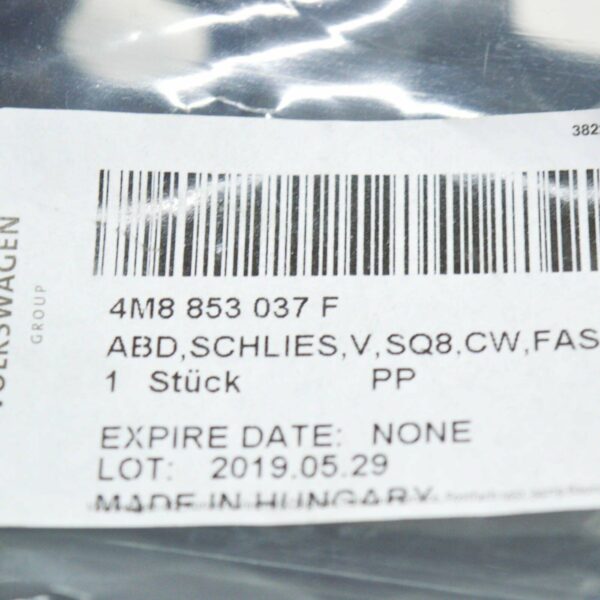 382
VOLKSWAGEN
GROUP
4M8 853 037 F
ABD,SCHLIES,V,SQ8,CW,FAS
1 Stück PP
EXPIRE DATE: NONE
LOT: 2019.05.29
MADE IN HUNGARY